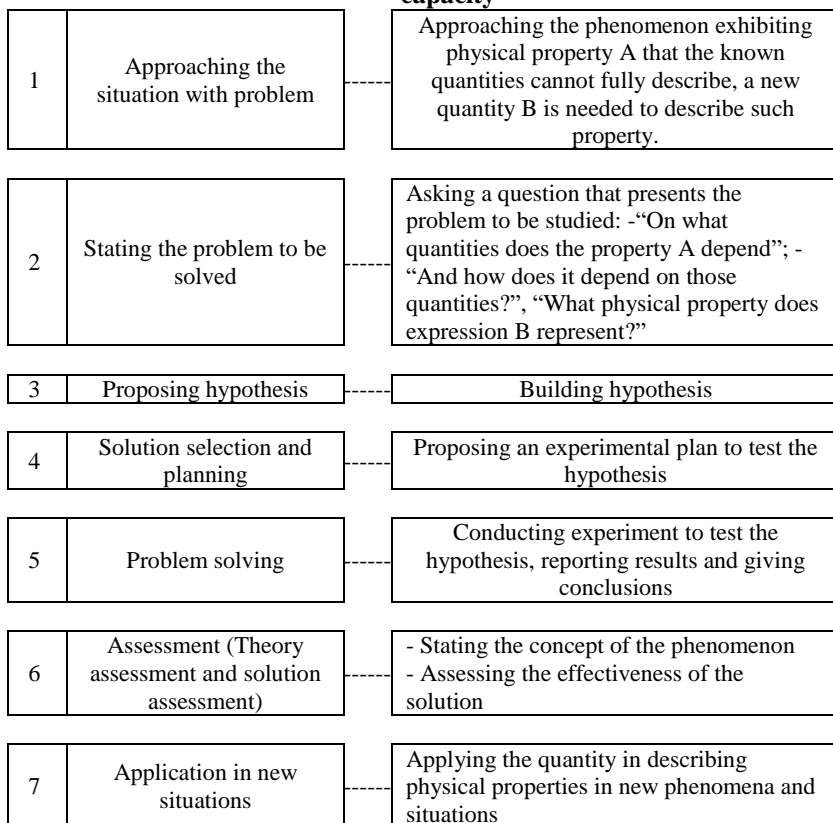 capacity
1
Approaching the
situation with problem
Approaching the phenomenon exhibiting
physical property A that the known
quantities cannot fully describe, a new
quantity B is needed to describe such
property.
2
Stating the problem to be
solved
Asking a question that presents the
problem to be studied: -“On what
quantities does the property A depend”; -
“And how does it depend on those
quantities?”, “What physical property does
expression B represent?”
3
Proposing hypothesis
Building hypothesis
4
Solution selection and
planning
Proposing an experimental plan to test the
hypothesis
5
Problem solving
Conducting experiment to test the
hypothesis, reporting results and giving
conclusions
6
Assessment (Theory
assessment and solution
assessment)
- Stating the concept of the phenomenon
- Assessing the effectiveness of the
solution
7
Application in new
situations
Applying the quantity in describing
physical properties in new phenomena and
situations